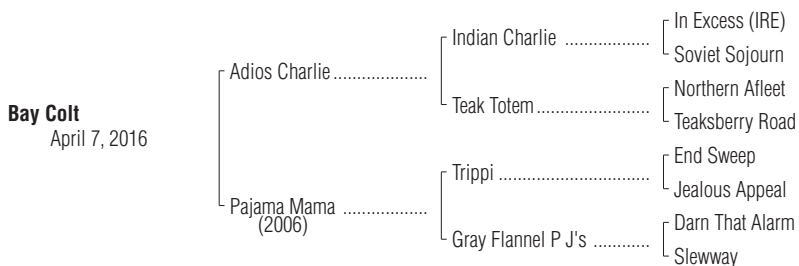 Bay Colt
April 7, 2016
Adios Charlie....................
Pajama Mama ..................
(2006)
Indian Charlie .................
Teak Totem......................
Trippi ..............................
Gray Flannel P J's ............
In Excess (IRE)
Soviet Sojourn
Northern Afleet
Teaksberry Road
End Sweep
Jealous Appeal
Darn That Alarm
Slewway